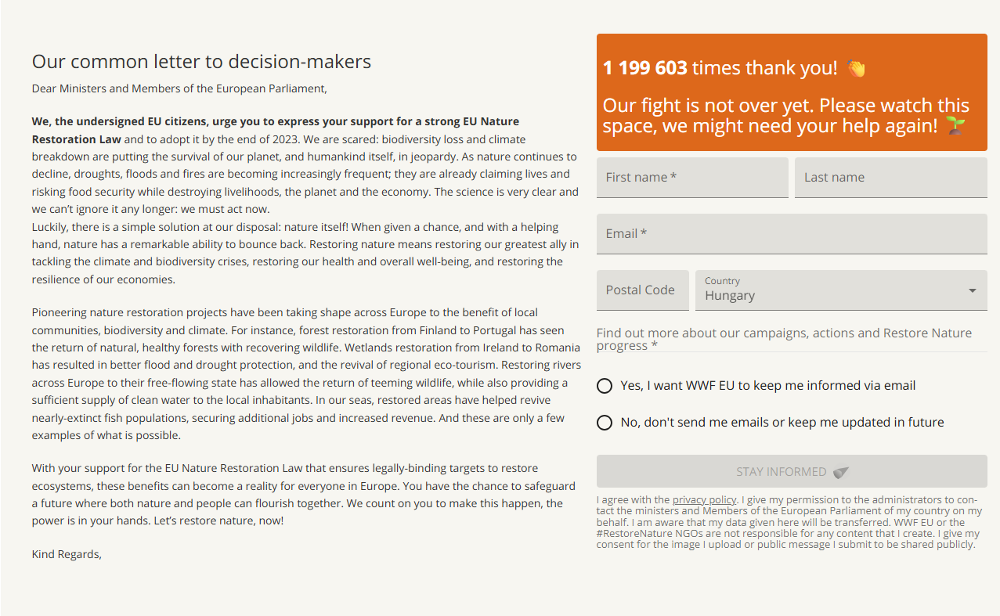 Our common letter to decision-makers
Dear Ministers and Members of the European Parliament,
We, the undersigned EU citizens, urge you to express your support for a strong EU Nature
Restoration Law and to adopt it by the end of 2023. We are scared: biodiversity loss and climate
breakdown are putting the survival of our planet, and humankind itself, in jeopardy. As nature continues to
decline, droughts, floods and fires are becoming increasingly frequent; they are already claiming lives and
risking food security while destroying livelihoods, the planet and the economy. The science is very clear and
we can’t ignore it any longer: we must act now.
Luckily, there is a simple solution at our disposal: nature itself! When given a chance, and with a helping
hand, nature has a remarkable ability to bounce back. Restoring nature means restoring our greatest ally in
tackling the climate and biodiversity crises, restoring our health and overall well-being, and restoring the
resilience of our economies.
Pioneering nature restoration projects have been taking shape across Europe to the benefit of local
communities, biodiversity and climate. For instance, forest restoration from Finland to Portugal has seen
the return of natural, healthy forests with recovering wildlife. Wetlands restoration from Ireland to Romania
has resulted in better flood and drought protection, and the revival of regional eco-tourism. Restoring rivers
across Europe to their free-flowing state has allowed the return of teeming wildlife, while also providing a
sufficient supply of clean water to the local inhabitants. In our seas, restored areas have helped revive
nearly-extinct fish populations, securing additional jobs and increased revenue. And these are only a few
examples of what is possible.
With your support for the EU Nature Restoration Law that ensures legally-binding targets to restore
ecosystems, these benefits can become a reality for everyone in Europe. You have the chance to safeguard
a future where both nature and people can flourish together. We count on you to make this happen, the
power is in your hands. Let’s restore nature, now!
Kind Regards,
1 199 603 times thank you! 👏
Our fight is not over yet. Please watch this
space, we might need your help again! 🌱
First name *
Last name
Email *
Postal Code
Country
Hungary
Find out more about our campaigns, actions and Restore Nature
progress *
Yes, I want WWF EU to keep me informed via email
No, don't send me emails or keep me updated in future
STAY INFORMED
I agree with the privacy policy. I give my permission to the administrators to con-
tact the ministers and Members of the European Parliament of my country on my
behalf. I am aware that my data given here will be transferred. WWF EU or the
#RestoreNature NGOs are not responsible for any content that I create. I give my
consent for the image I upload or public message I submit to be shared publicly.